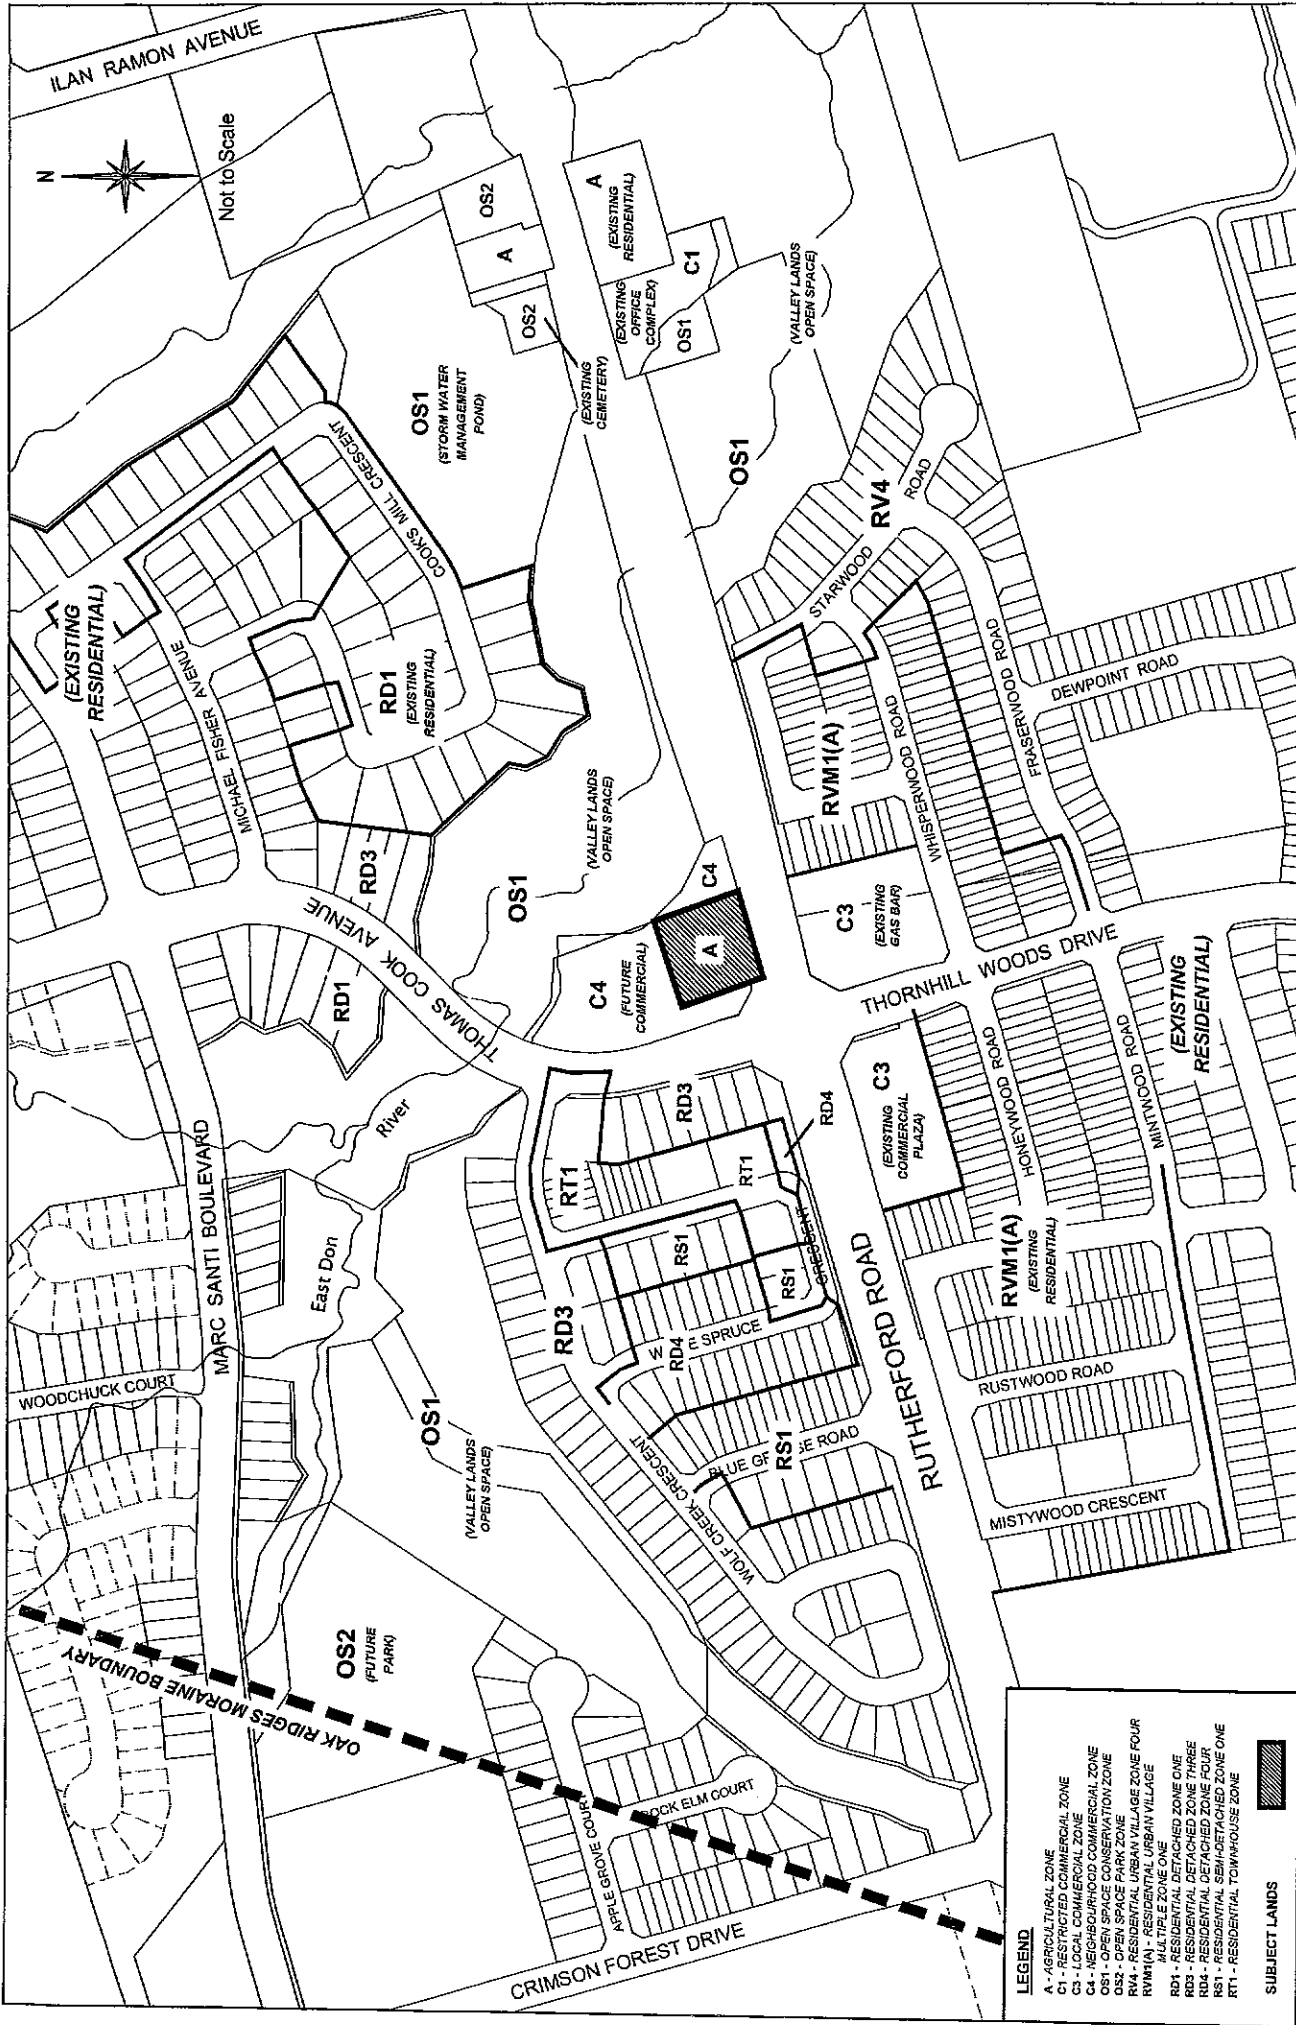 ILAN RAMON AVENUE
N
Not to Scale
OS2
A
OS2
(EXISTING
CEMETERY)
A
(EXISTING
RESIDENTIAL)
(EXISTING
OFFICE
COMPLEX)
C1
OS1
(VALLEY LANDS
OPEN SPACE)
OS1
OS1
(STORM WATER
MANAGEMENT
POND)
COOK'S MILL CRESCENT
(EXISTING
RESIDENTIAL)
MICHAEL FISHER AVENUE
RD1
(EXISTING
RESIDENTIAL)
RD3
RD1
THOMAS COOK AVENUE
OS1
(VALLEY LANDS
OPEN SPACE)
C4
(FUTURE
COMMERCIAL)
A
C4
STARWOOD
ROAD
RV4
RVM1(A)
WHISPERWOOD ROAD
FRASERWOOD ROAD
DEWPOINT ROAD
C3
(EXISTING
GAS BAR)
THORNHILL WOODS DRIVE
(EXISTING
RESIDENTIAL)
C3
(EXISTING
COMMERCIAL
PLAZA)
HONEYWOOD ROAD
MINTWOOD ROAD
RVM1(A)
(EXISTING
RESIDENTIAL)
RUSTWOOD ROAD
MISTYWOOD CRESCENT
RUTHERFORD ROAD
MARC SANTI BOULEVARD
WOODCHUCK COURT
East Don
River
RD3
RD4
RT1
RT1
RS1
RS1
CRESCENT
RD3
W E SPRUCE
RD4
RS1
BLUE GR SE ROAD
WOLF CREEK CRESCENT
OS1
(VALLEY LANDS
OPEN SPACE)
OS2
(FUTURE
PARK)
OAK RIDGES MORAINE BOUNDARY
APPLE GROVE COURT
ROCK ELM COURT
CRIMSON FOREST DRIVE
LEGEND
A - AGRICULTURAL ZONE
C1 - RESTRICTED COMMERCIAL ZONE
C3 - LOCAL COMMERCIAL ZONE
C4 - NEIGHBOURHOOD COMMERCIAL ZONE
OS1 - OPEN SPACE CONSERVATION ZONE
OS2 - OPEN SPACE PARK ZONE
RV4 - RESIDENTIAL URBAN VILLAGE ZONE FOUR
RVM1(A) - RESIDENTIAL URBAN VILLAGE
MULTIPLE ZONE ONE
RD1 - RESIDENTIAL DETACHED ZONE ONE
RD3 - RESIDENTIAL DETACHED ZONE THREE
RD4 - RESIDENTIAL DETACHED ZONE FOUR
RS1 - RESIDENTIAL SEMI-DETACHED ZONE ONE
RT1 - RESIDENTIAL TOWNHOUSE ZONE
SUBJECT LANDS